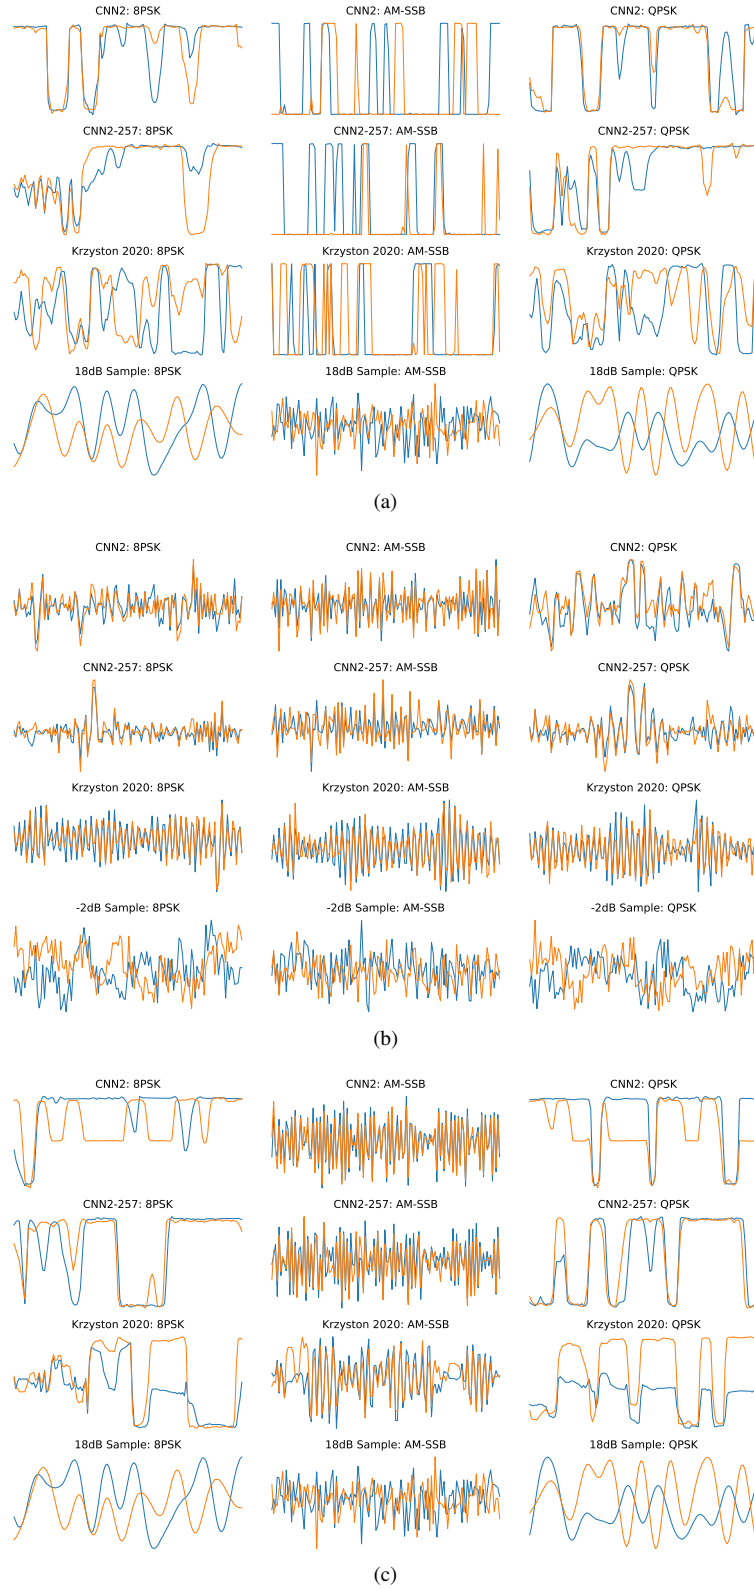 CNN2: 8PSK CNN2: AM-SSB CNN2: QPSK
CNN2-257: 8PSK CNN2-257: AM-SSB CNN2-257: QPSK
Krzyston 2020: 8PSK Krzyston 2020: AM-SSB Krzyston 2020: QPSK
18dB Sample: 8PSK 18dB Sample: AM-SSB 18dB Sample: QPSK
(a)
CNN2: 8PSK CNN2: AM-SSB CNN2: QPSK
CNN2-257: 8PSK CNN2-257: AM-SSB CNN2-257: QPSK
Krzyston 2020: 8PSK Krzyston 2020: AM-SSB Krzyston 2020: QPSK
-2dB Sample: 8PSK -2dB Sample: AM-SSB -2dB Sample: QPSK
(b)
CNN2: 8PSK CNN2: AM-SSB CNN2: QPSK
CNN2-257: 8PSK CNN2-257: AM-SSB CNN2-257: QPSK
Krzyston 2020: 8PSK Krzyston 2020: AM-SSB Krzyston 2020: QPSK
18dB Sample: 8PSK 18dB Sample: AM-SSB 18dB Sample: QPSK
(c)